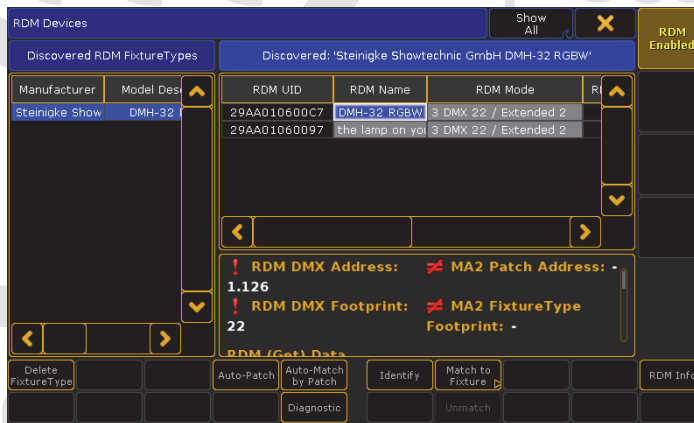 RDM Devices
Show
All
RDM
Enabled
Discovered RDM FixtureTypes
Discovered: 'Steinigke Showtechnic GmbH DMH-32 RGBW'
Manufacturer Model Des
RDM UID RDM Name RDM Mode
Steinigke Show DMH-32
29AA010600C7 DMH-32 RGBW 3 DMX 22 / Extended 2
29AA01060097 the lamp on you 3 DMX 22 / Extended 2
! RDM DMX Address: ≠ MA2 Patch Address: -
1.126
! RDM DMX Footprint: ≠ MA2 FixtureType
22 Footprint: -
RDM (Get) Data
Delete
FixtureType
Auto-Patch
Auto-Match
by Patch
Identify
Match to
Fixture
RDM Info
Diagnostic
Unmatch